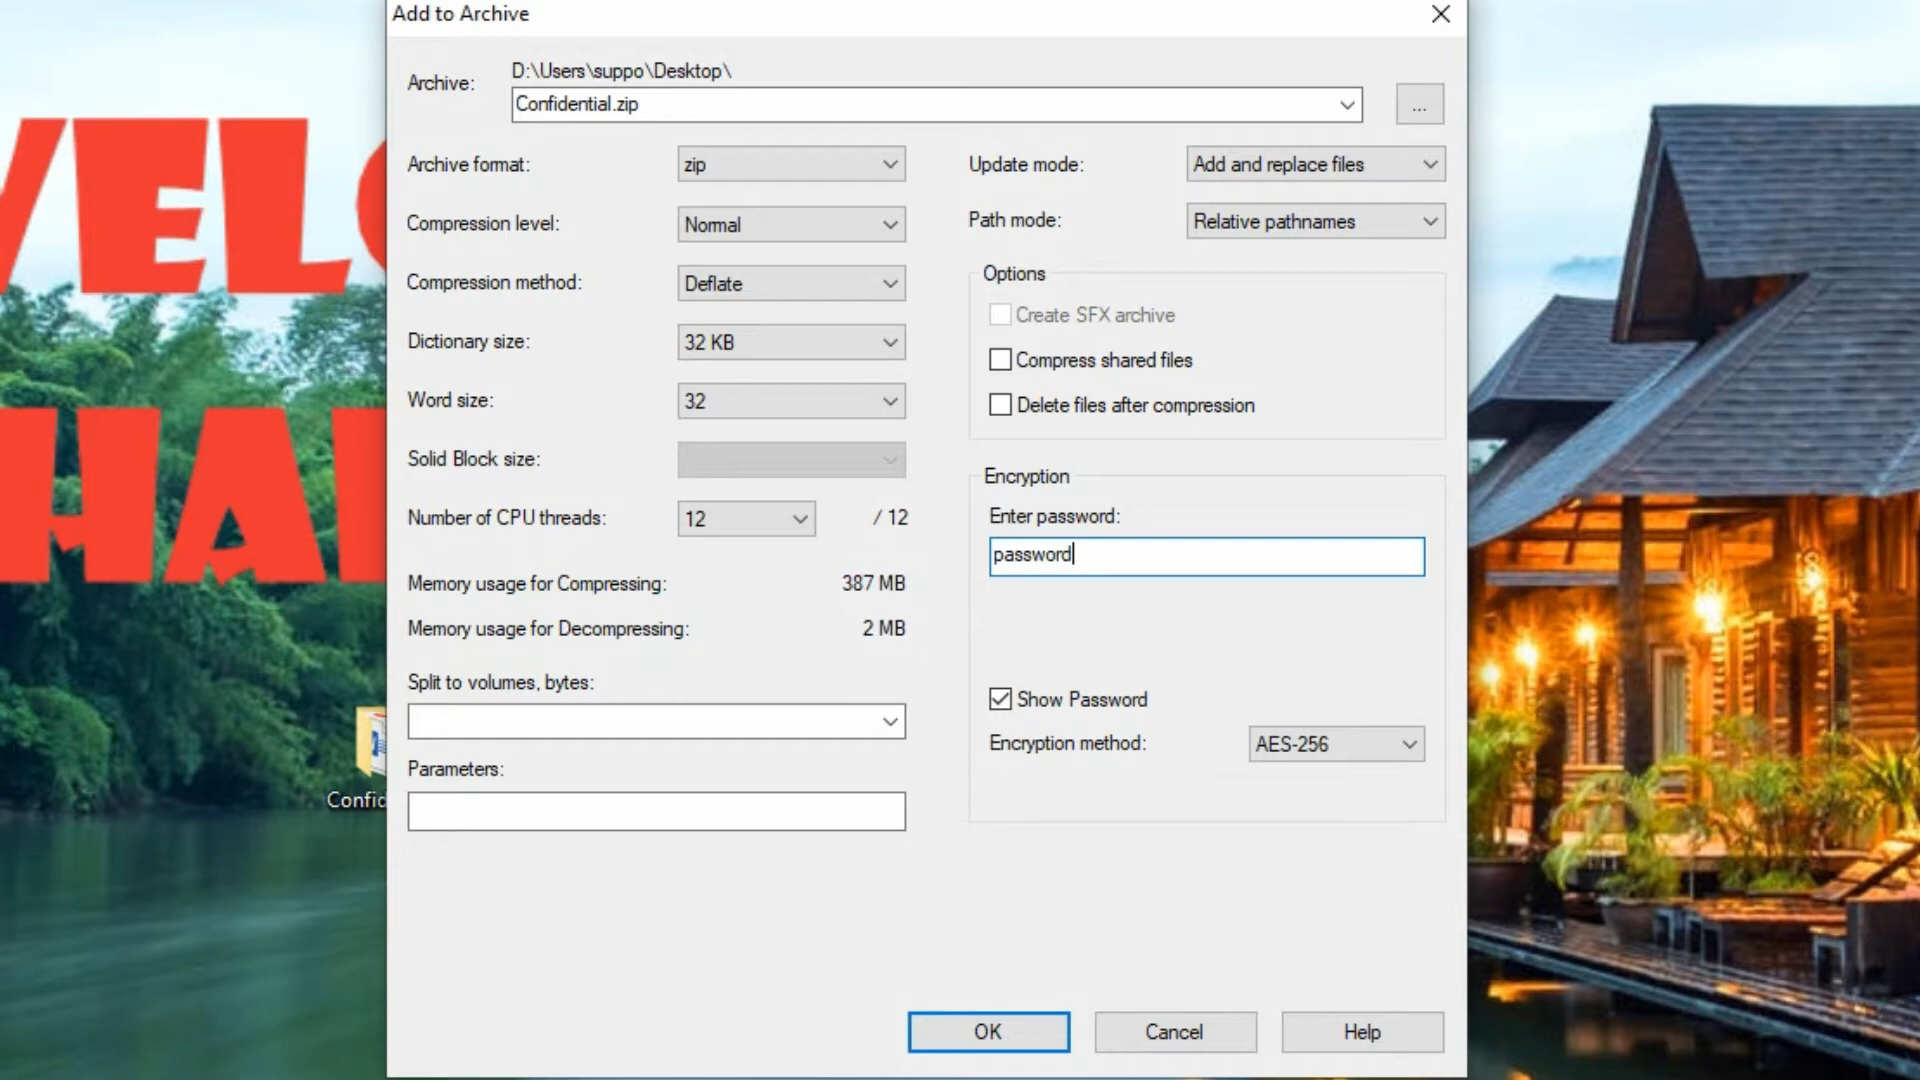 Add to Archive
Archive:
D:\Users\suppo\Desktop\
Confidential.zip
...
Archive format:
zip
Compression level:
Normal
Compression method:
Deflate
Dictionary size:
32 KB
Word size:
32
Solid Block size:
Number of CPU threads:
12
/ 12
Memory usage for Compressing:
387 MB
Memory usage for Decompressing:
2 MB
Split to volumes, bytes:
Parameters:
Update mode:
Add and replace files
Path mode:
Relative pathnames
Options
Create SFX archive
Compress shared files
Delete files after compression
Encryption
Enter password:
password
Show Password
Encryption method:
AES-256
OK
Cancel
Help
VEL
HA
Confid